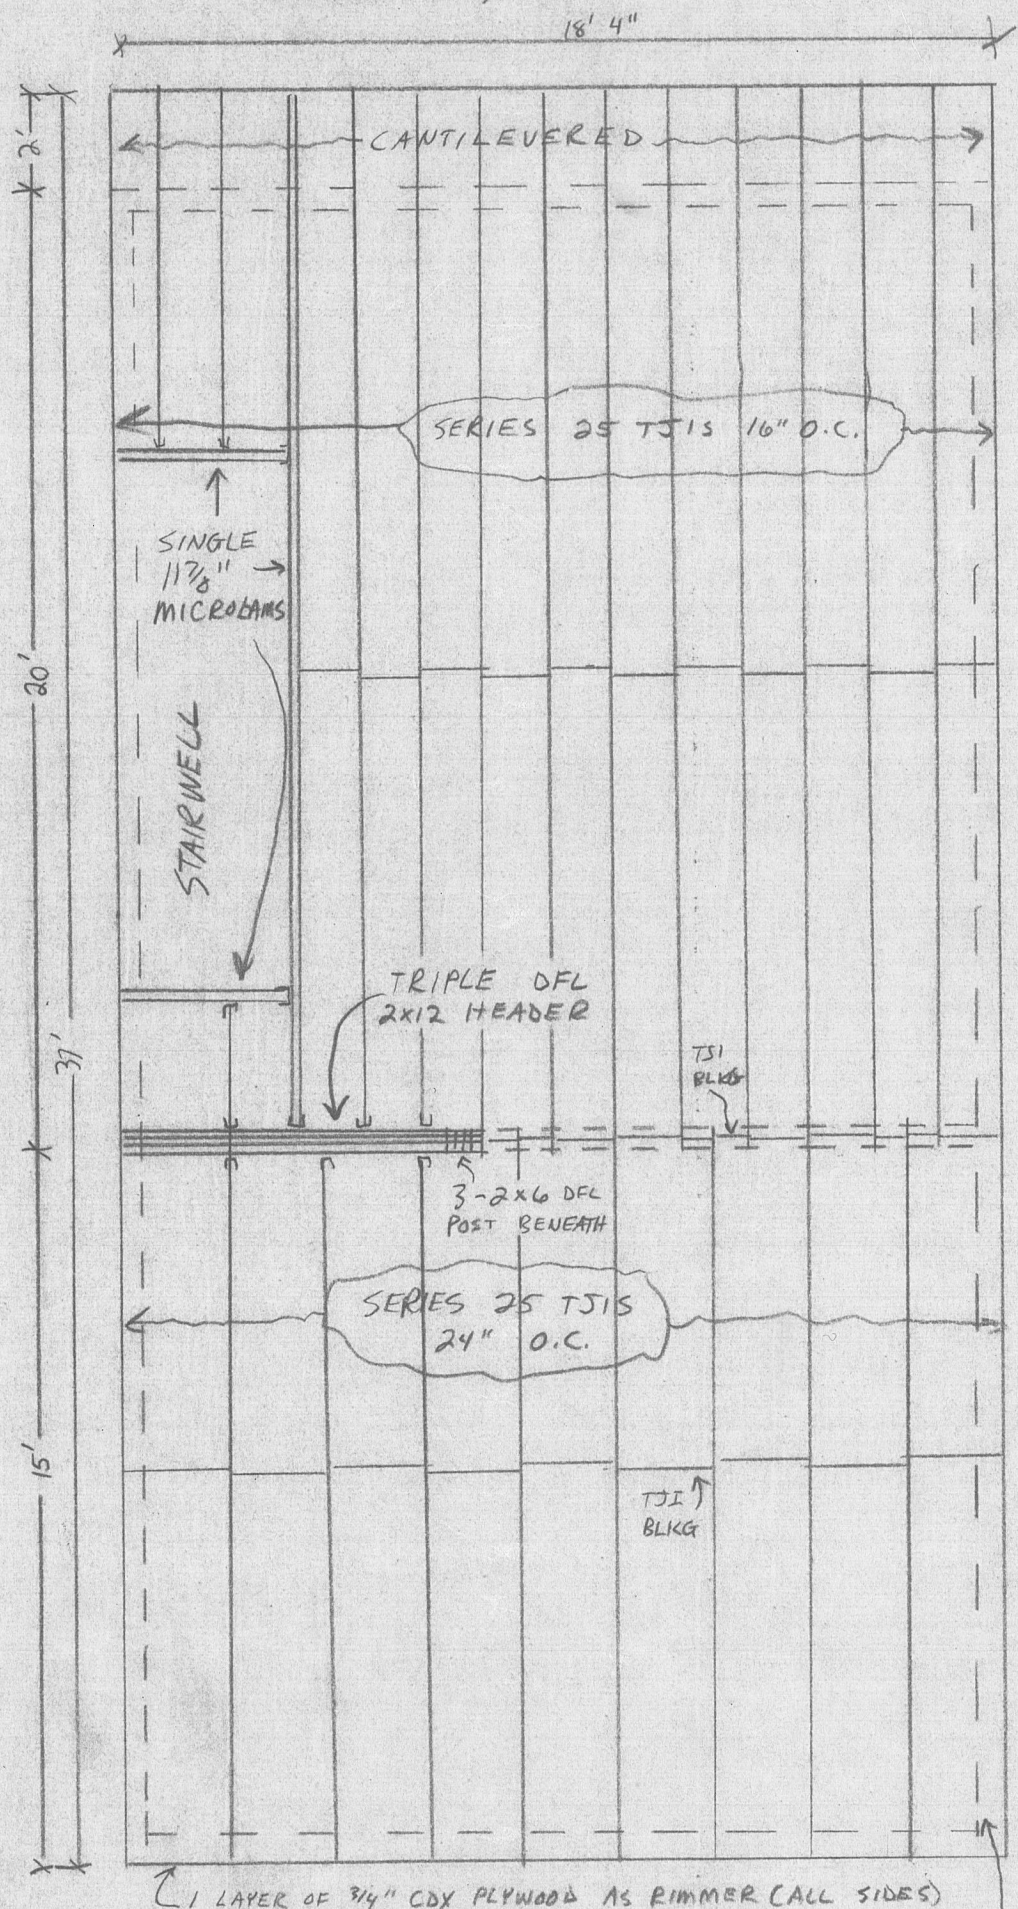 18' 4"
2'
CANTILEVERED
SERIES 25 TJIS 16" O.C.
SINGLE
11 7/8"
MICROLAMS
20'
STAIRWELL
TRIPLE DFL
2x12 HEADER
37'
TJI
BLKG
3-2x6 DFL
POST BENEATH
SERIES 25 TJIS
24" O.C.
15'
TJI
BLKG
1 LAYER OF 3/4" CDX PLYWOOD AS RIMMER (ALL SIDES)